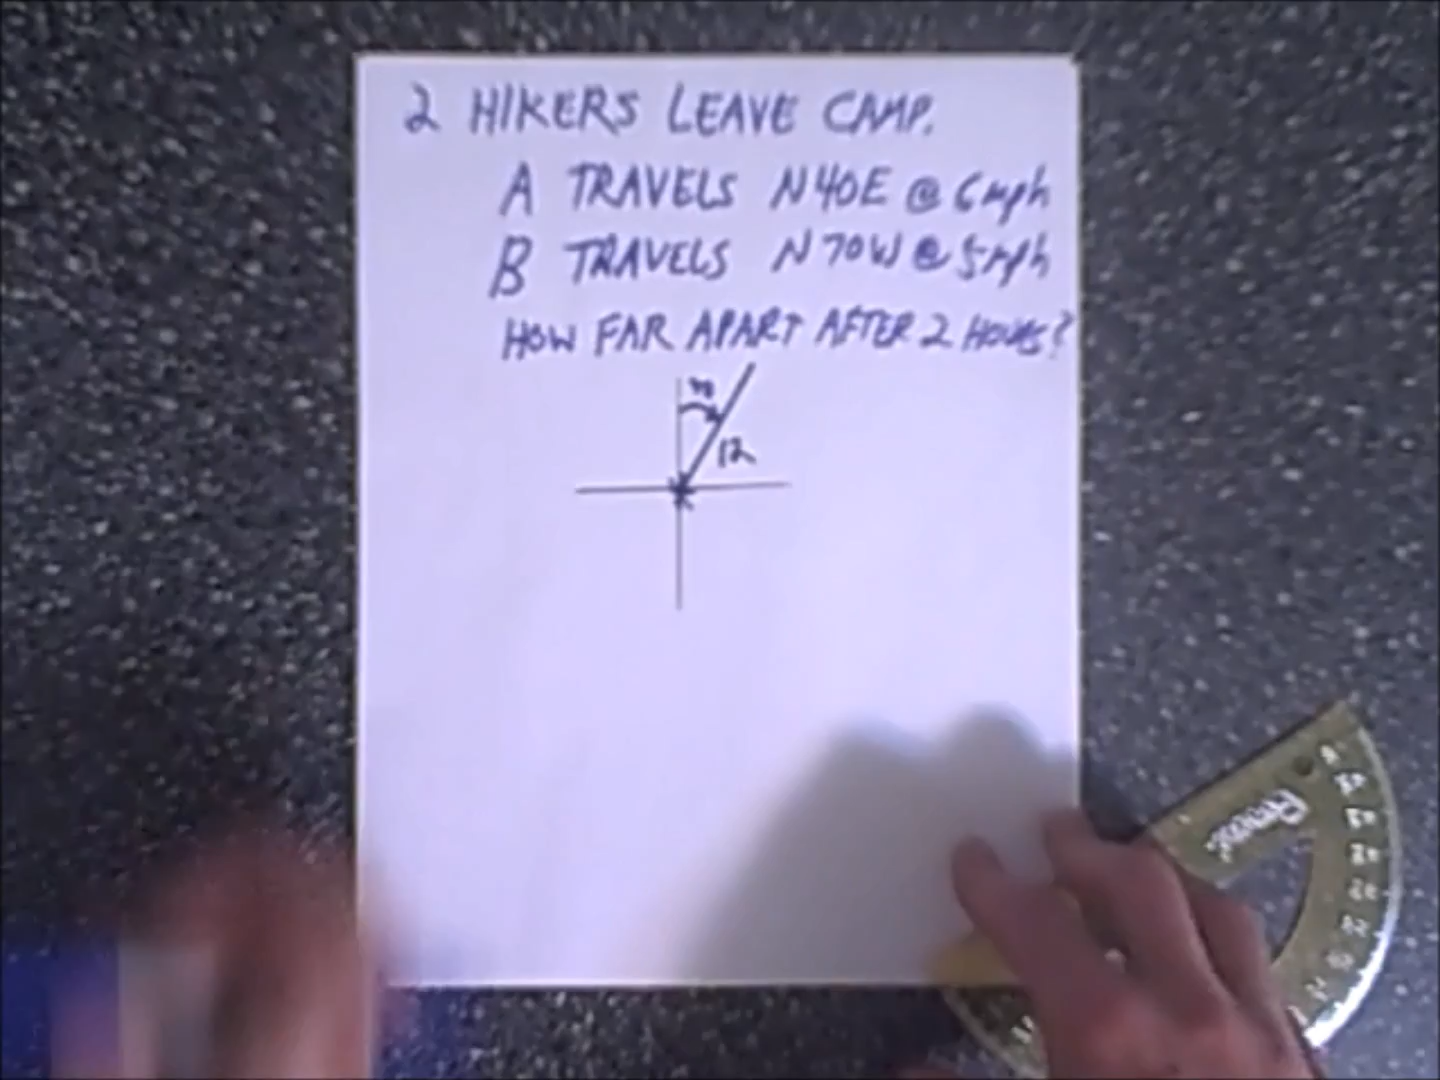 2 HIKERS LEAVE CAMP.
A TRAVELS N40E @ 6mph
B TRAVELS N70W @ 5mph
HOW FAR APART AFTER 2 HOURS?
40
12